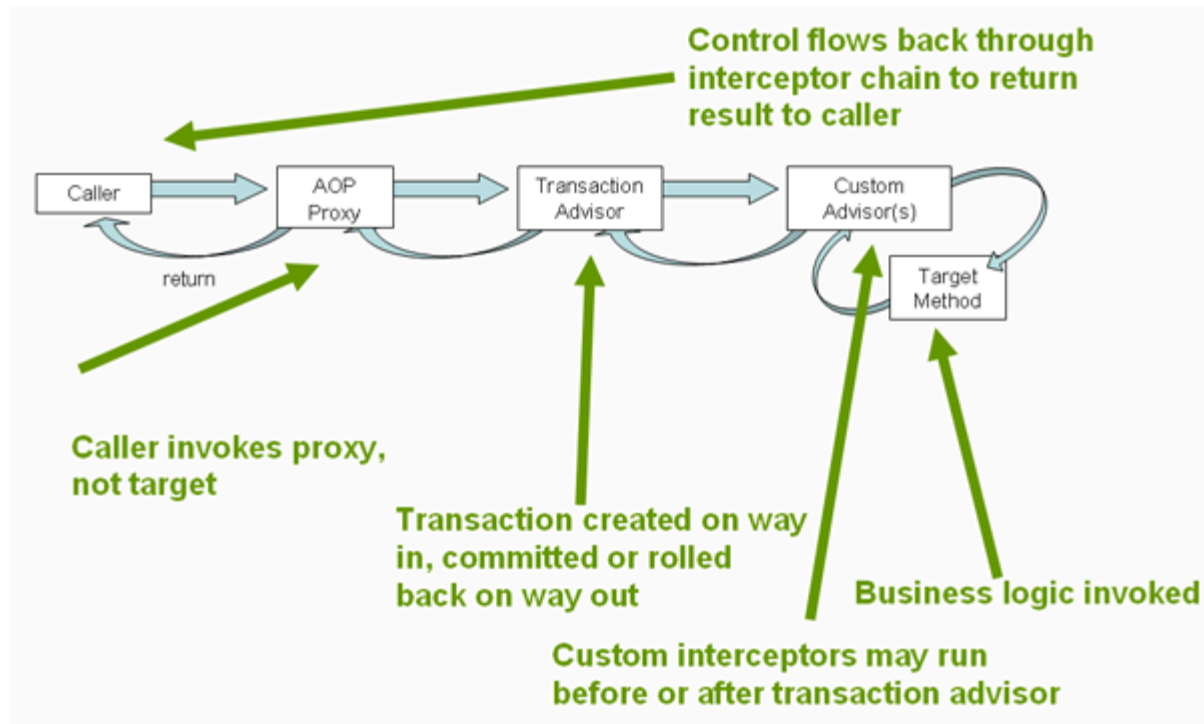 Control flows back through
interceptor chain to return
result to caller
Caller
AOP
Proxy
Transaction
Advisor
Custom
Advisor(s)
return
Target
Method
Caller invokes proxy,
not target
Transaction created on way
in, committed or rolled
back on way out
Business logic invoked
Custom interceptors may run
before or after transaction advisor